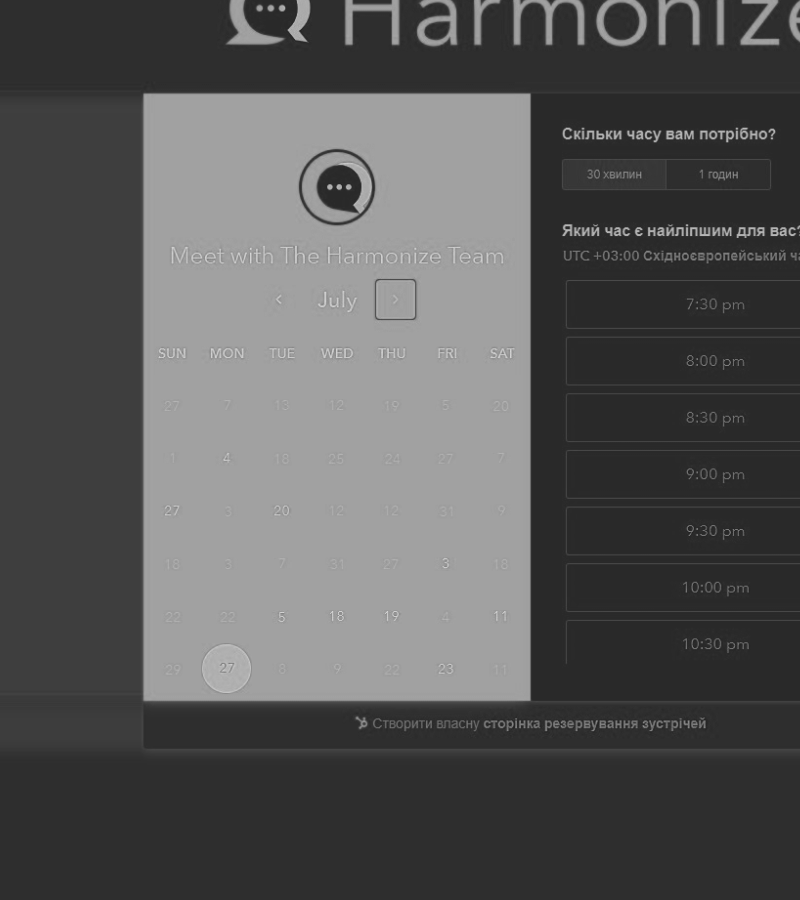 Harmonize
Meet with The Harmonize Team
July
SUN MON TUE WED THU FRI SAT
27 7 13 12 19 5 20
1 4 18 25 24 27 7
27 3 20 12 12 31 9
18 3 7 31 27 3 18
22 22 5 18 19 4 11
29 27 8 9 22 23 11
Скільки часу вам потрібно?
30 хвилин 1 годин
Який час є найліпшим для вас?
UTC +03:00 Східноєвропейський ча
7:30 pm
8:00 pm
8:30 pm
9:00 pm
9:30 pm
10:00 pm
10:30 pm
Створити власну сторінка резервування зустрічей